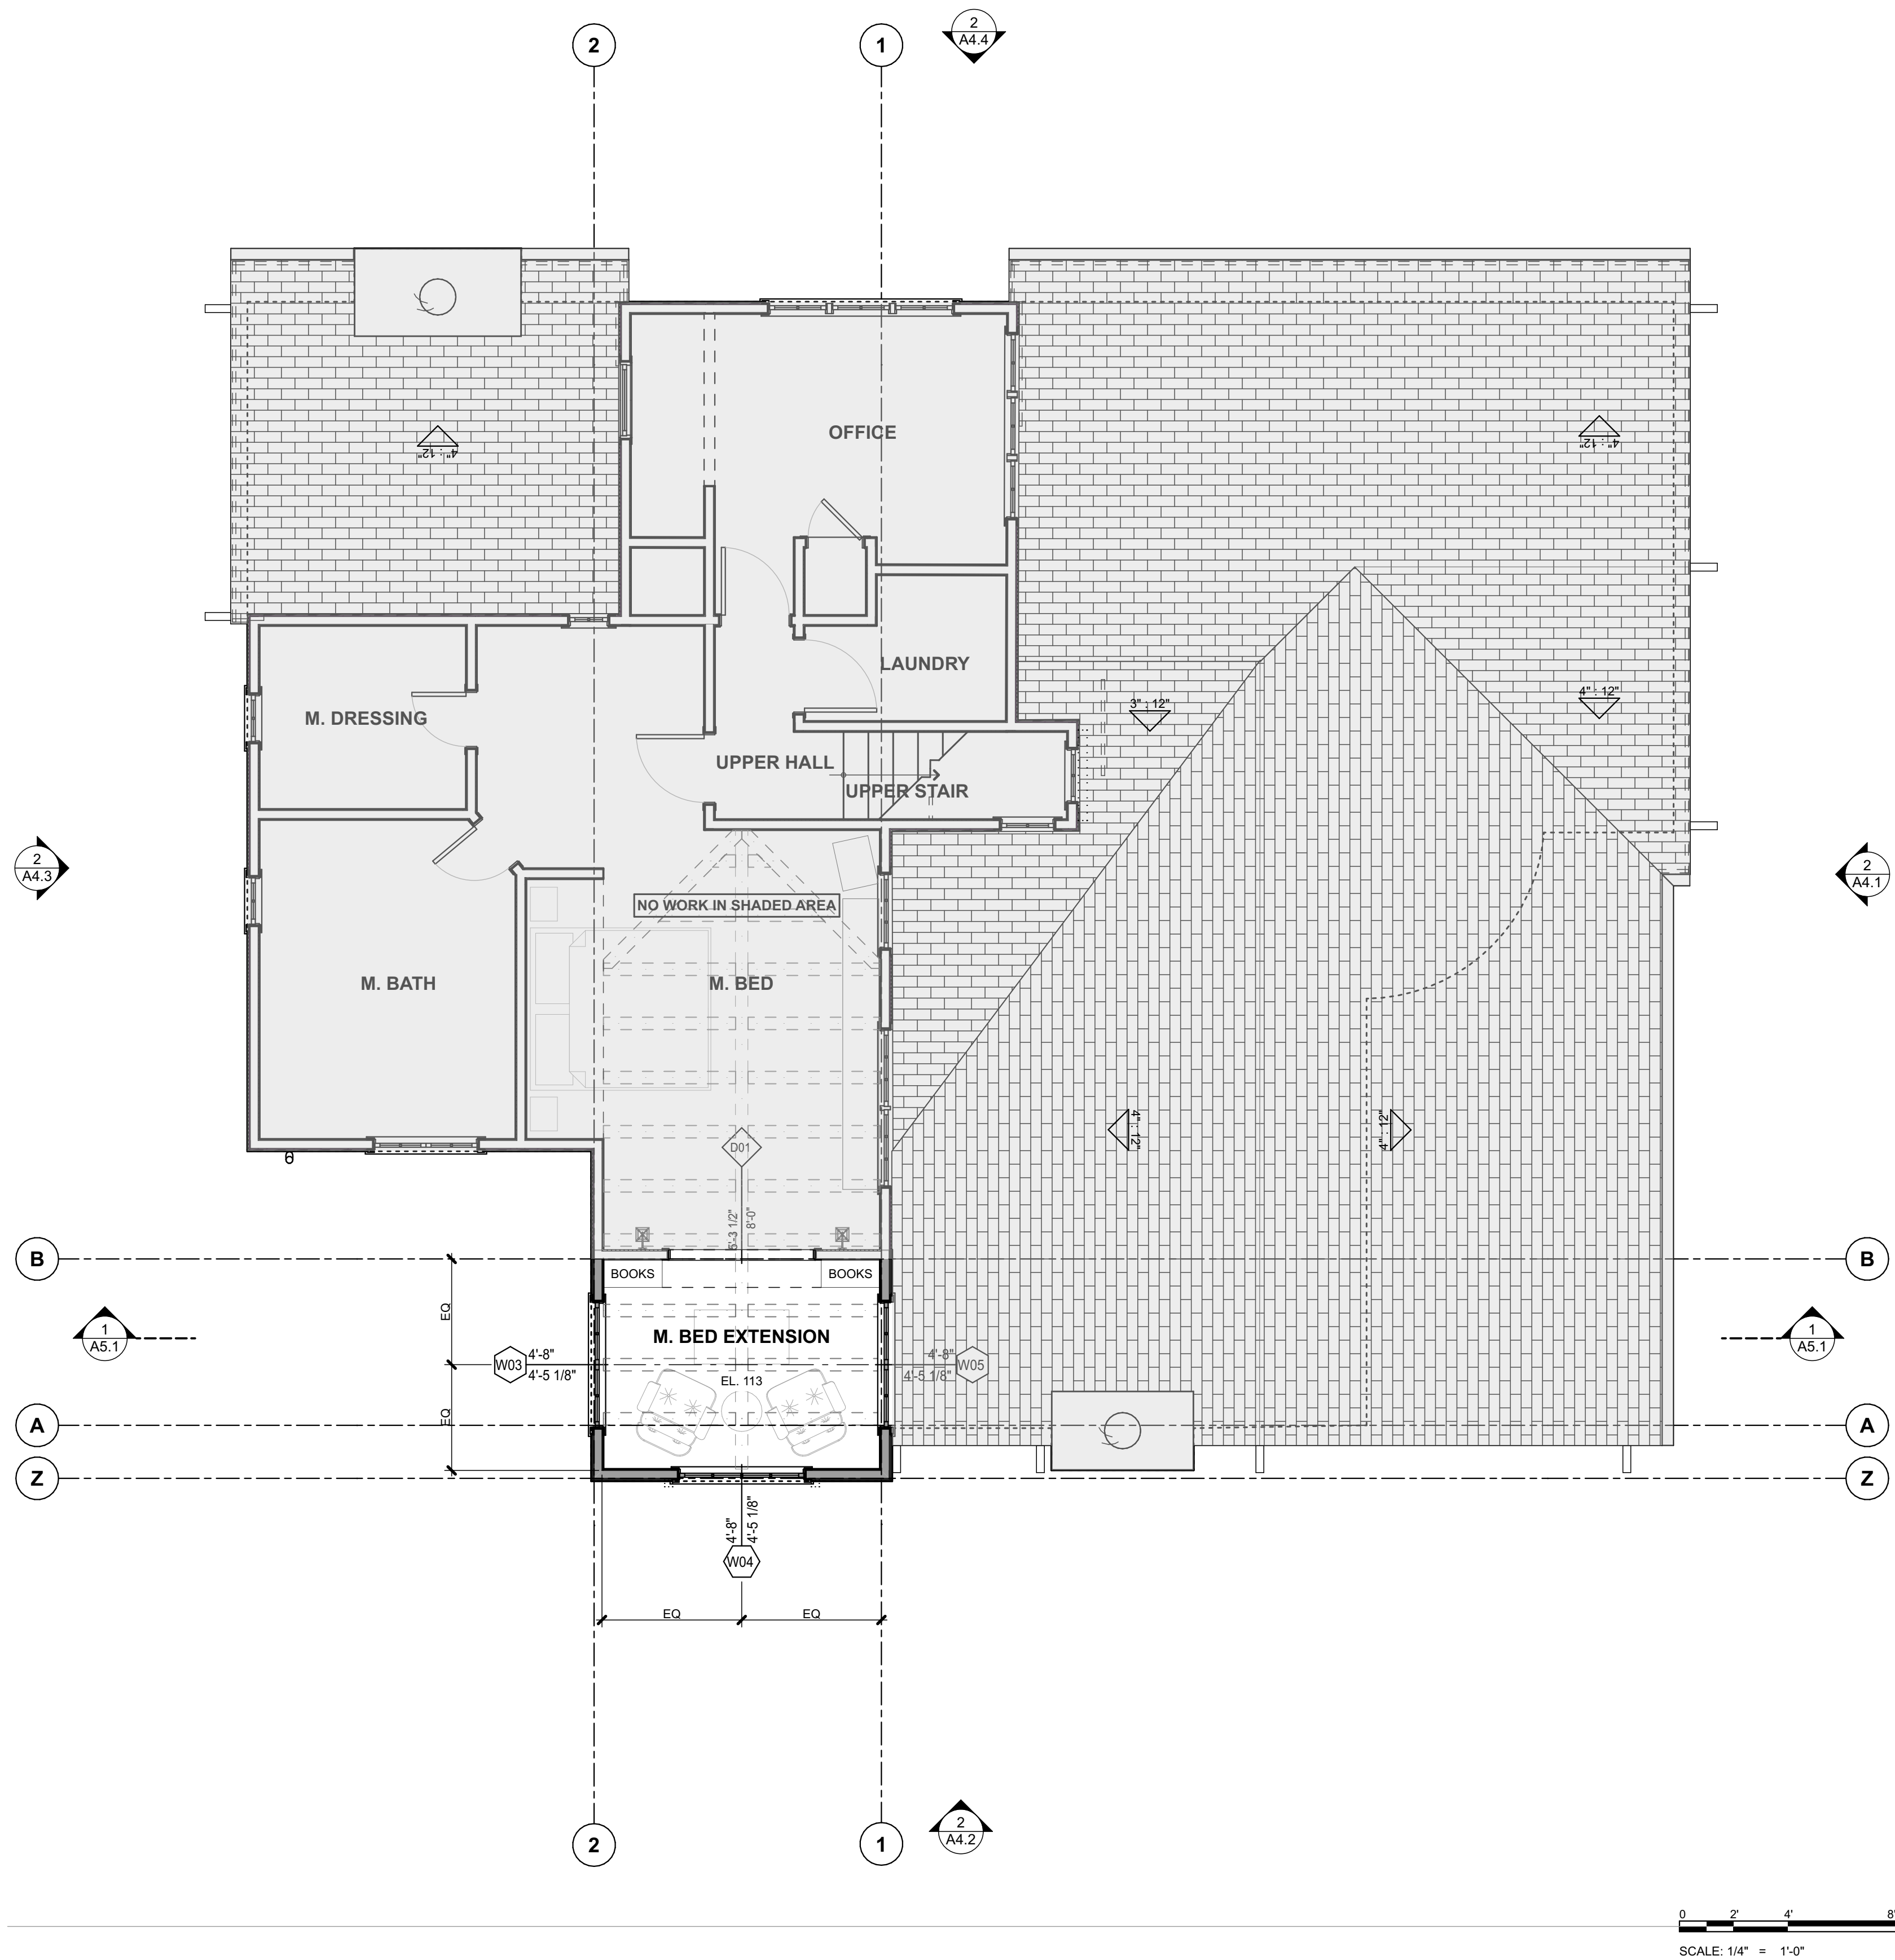 2
1
2
A4.4
OFFICE
4" : 12"
4" : 12"
LAUNDRY
M. DRESSING
3" : 12"
4" : 12"
UPPER HALL
UPPER STAIR
2
A4.3
2
A4.1
NO WORK IN SHADED AREA
M. BATH
M. BED
4" : 12"
4" : 12"
D01
5'-3 1/2"
8'-0"
B
B
BOOKS
BOOKS
EQ
1
A5.1
M. BED EXTENSION
1
A5.1
W03
4'-8"
4'-5 1/8"
4'-8"
4'-5 1/8"
W05
EL. 113
EQ
A
A
Z
Z
4'-8"
4'-5 1/8"
W04
EQ
EQ
2
1
2
A4.2
0 2' 4' 8'
SCALE: 1/4" = 1'-0"